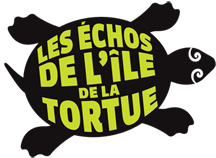 LES ÉCHOS
DE L'ÎLE
DE LA
TORTUE